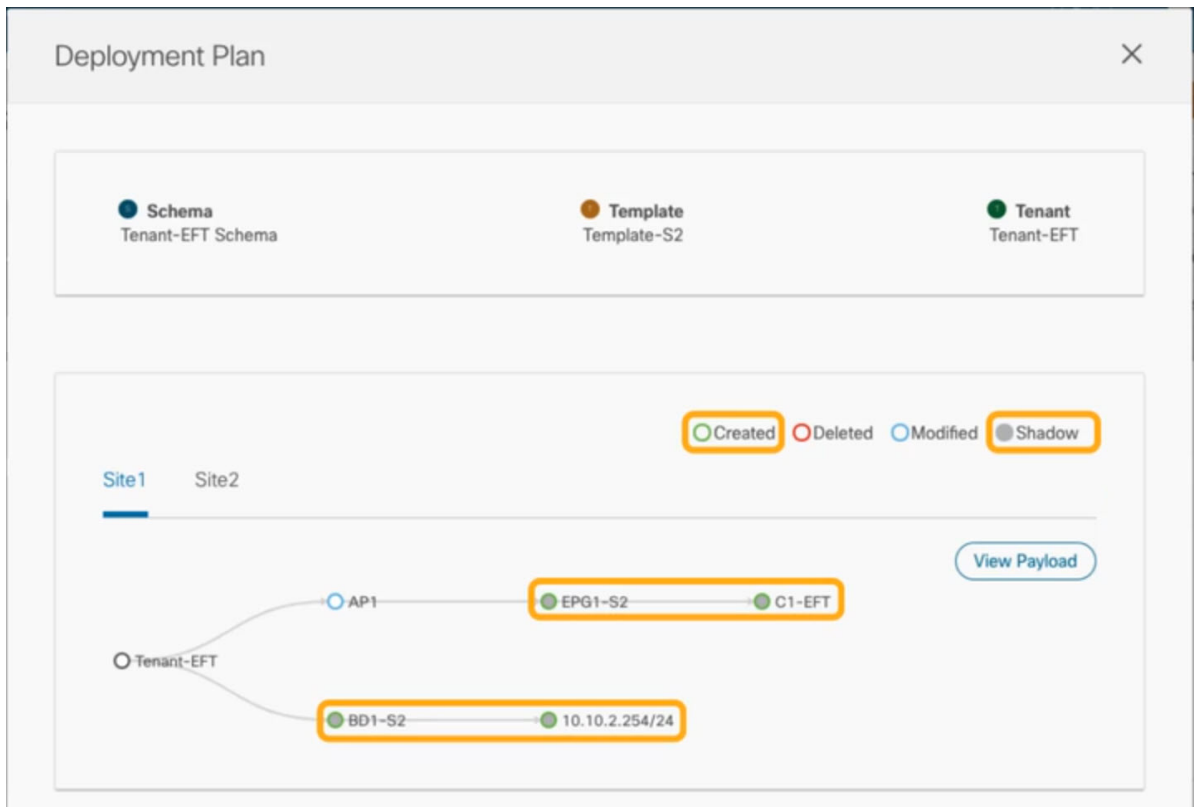 Deployment Plan
Schema Template Tenant
Tenant-EFT Schema Template-S2 Tenant-EFT
Created Deleted Modified Shadow
Site1 Site2
View Payload
AP1 EPG1-S2 C1-EFT
Tenant-EFT
BD1-S2 10.10.2.254/24